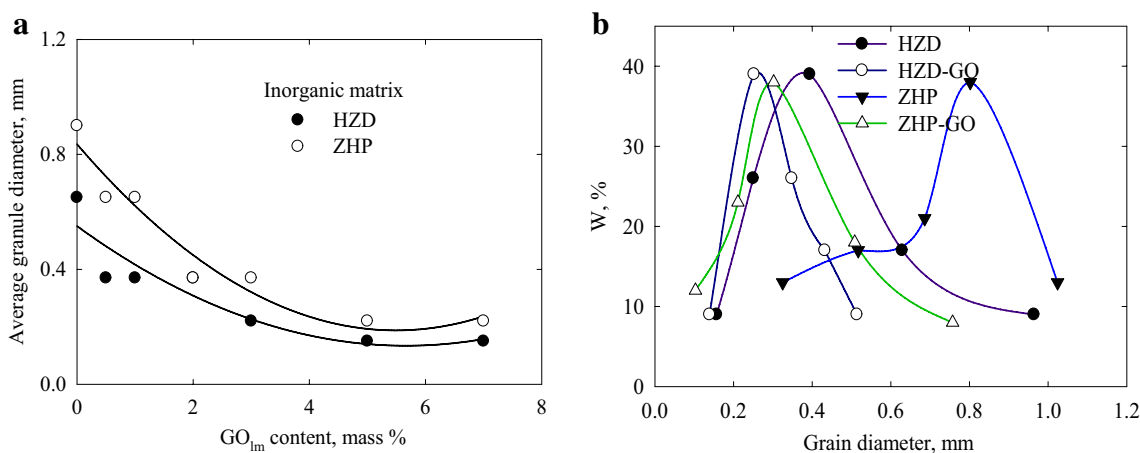 a
Average granule diameter, mm
1.2
0.8
0.4
0.0
0
2
4
6
8
GOlm content, mass %
Inorganic matrix
HZD
ZHP
b
W, %
40
30
20
10
0
0.0
0.2
0.4
0.6
0.8
1.0
1.2
Grain diameter, mm
HZD
HZD-GO
ZHP
ZHP-GO